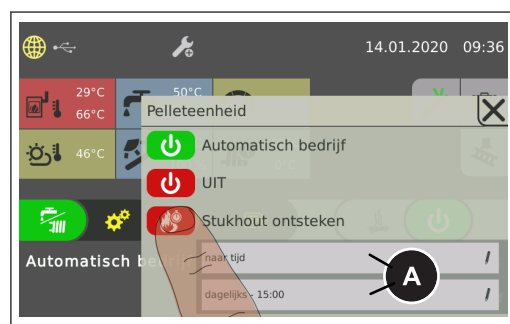 14.01.2020 09:36
29°C
66°C
50°C
Pelleteenheid
Automatisch bedrijf
46°C
UIT
6°C
Stukhout ontsteken
Automatisch be
naar tijd
A
dagelijks - 15:00